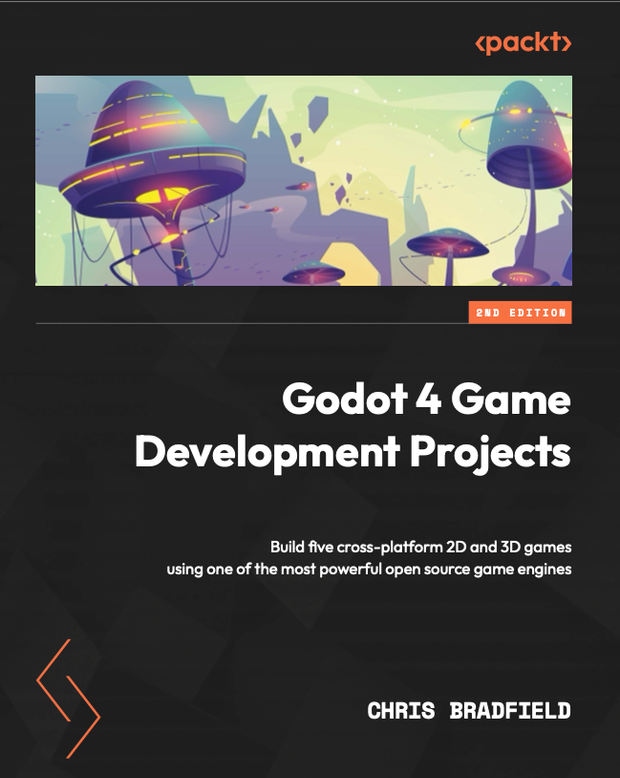 <packt>
2ND EDITION
Godot 4 Game
Development Projects
Build five cross-platform 2D and 3D games
using one of the most powerful open source game engines
CHRIS BRADFIELD